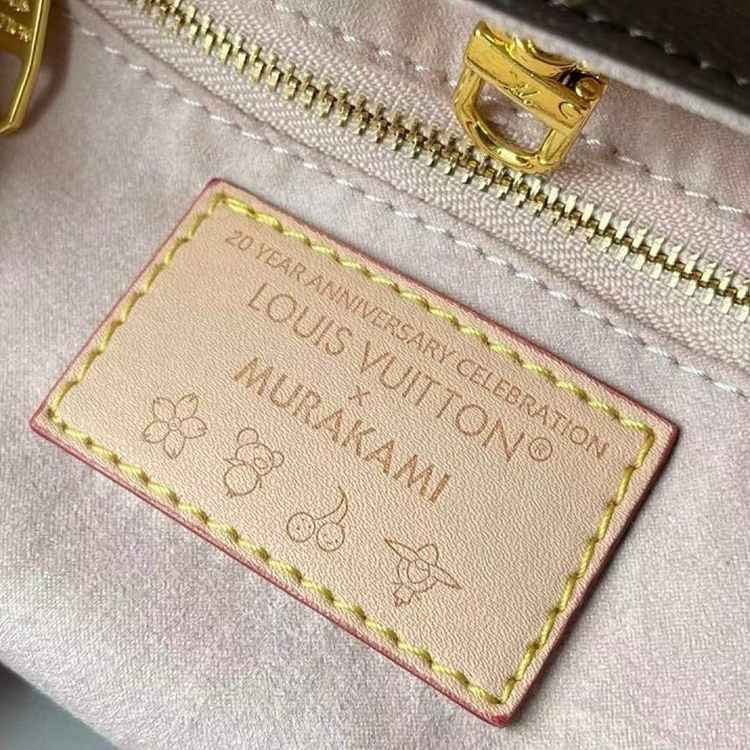 20 YEAR ANNIVERSARY CELEBRATION
LOUIS VUITTON®
x
MURAKAMI